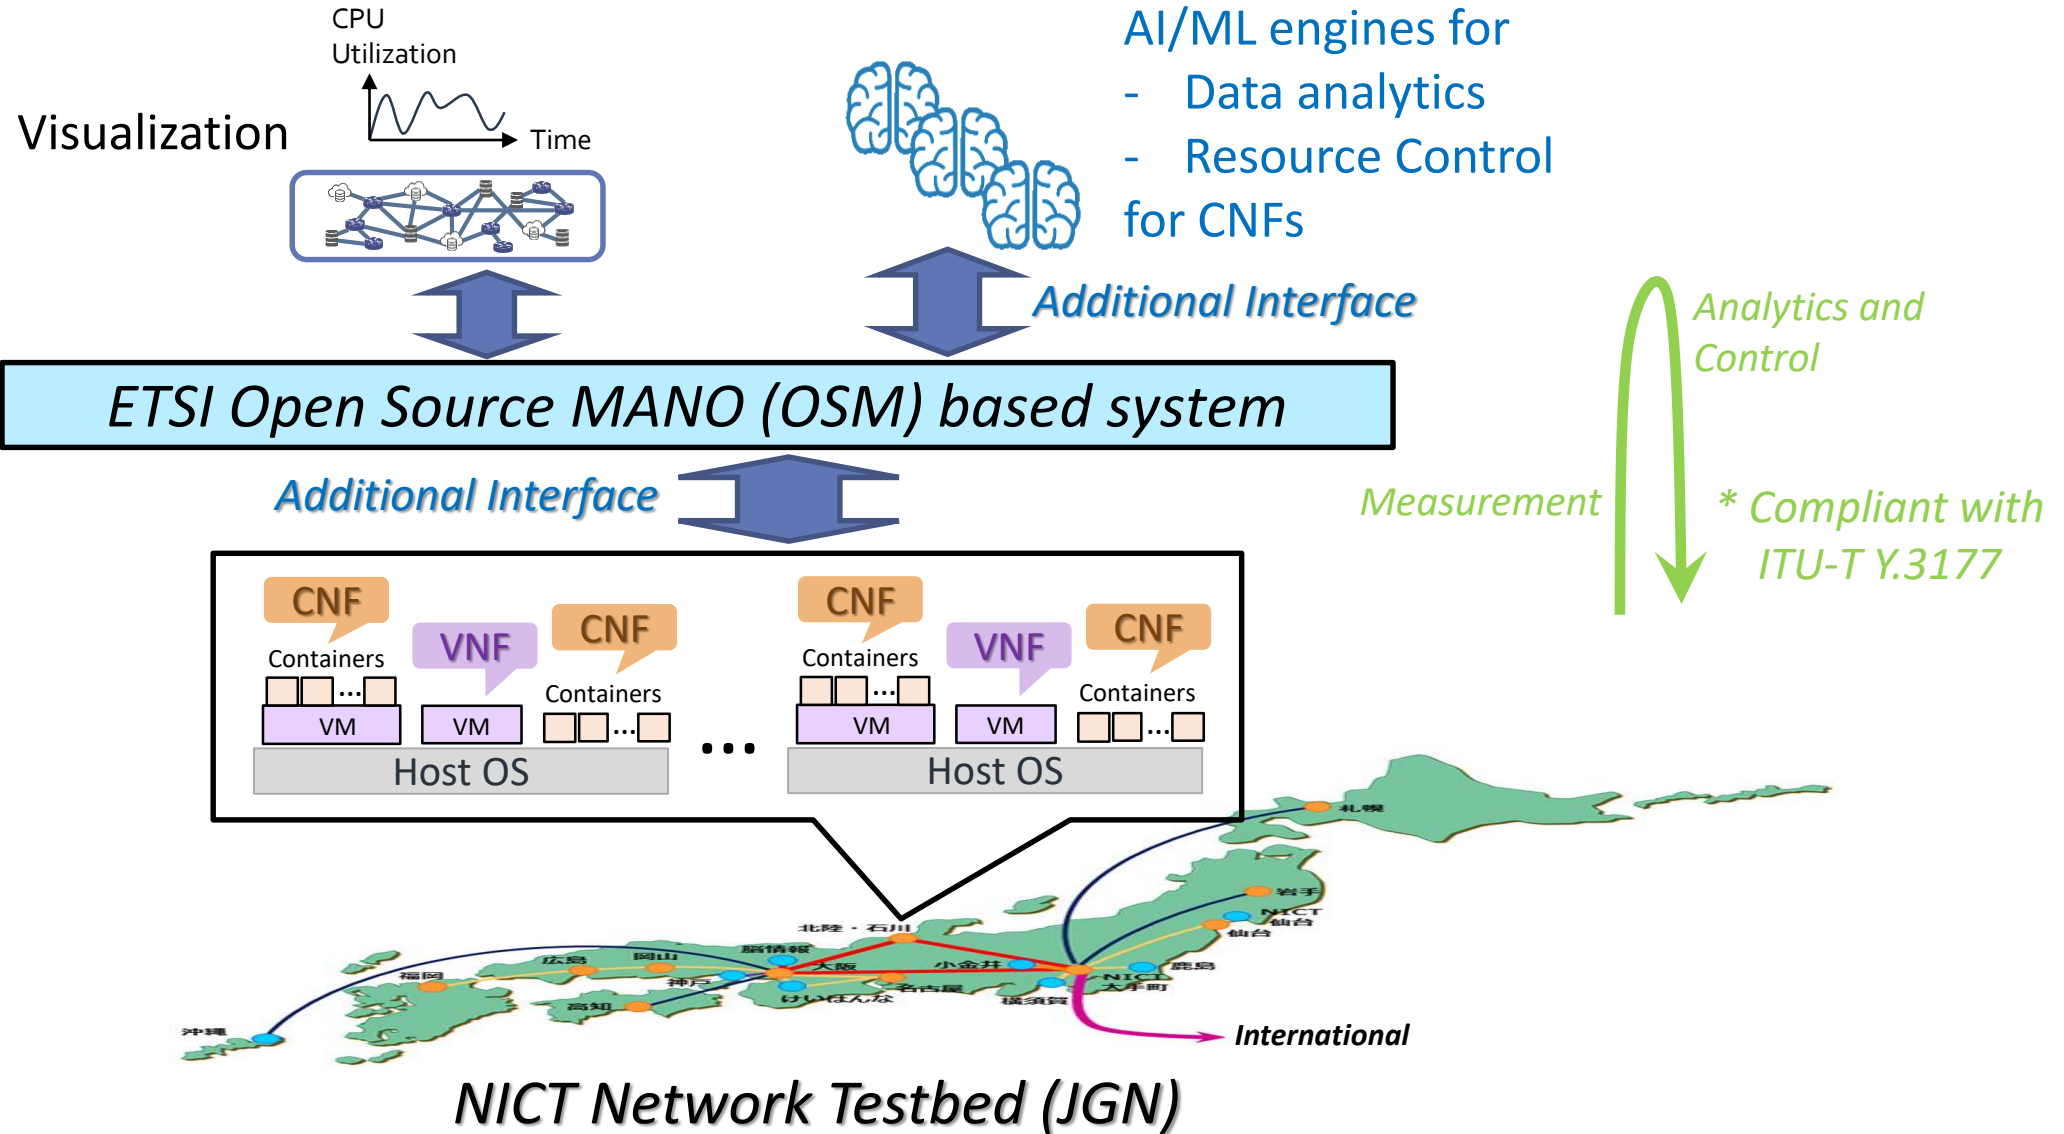 CPU
Utilization
Time
Visualization
AI/ML engines for
- Data analytics
- Resource Control
for CNFs
Additional Interface
Analytics and
Control
ETSI Open Source MANO (OSM) based system
Additional Interface
Measurement
* Compliant with
ITU-T Y.3177
CNF
VNF
CNF
Containers
Containers
...
...
VM
VM
Host OS
...
CNF
VNF
CNF
Containers
Containers
...
...
VM
VM
Host OS
札幌
岩手
NICT
仙台
仙台
北陸・石川
脳情報
大阪
小金井
鹿島
NICT
大手町
横須賀
名古屋
けいはんな
神戸
岡山
広島
福岡
高知
沖縄
International
NICT Network Testbed (JGN)